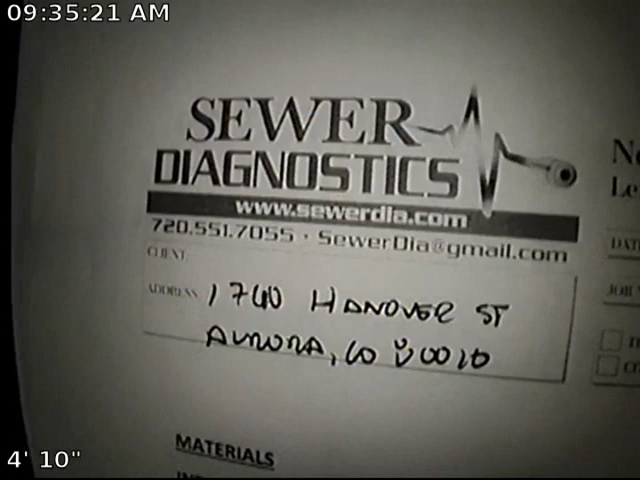 09:35:21 AM
SEWER
DIAGNOSTICS
www.sewerdia.com
720.551.7055 · SewerDia@gmail.com
CLIENT
ADDRESS 1740 HANOVER ST
AURORA, CO 80010
MATERIALS
4' 10"